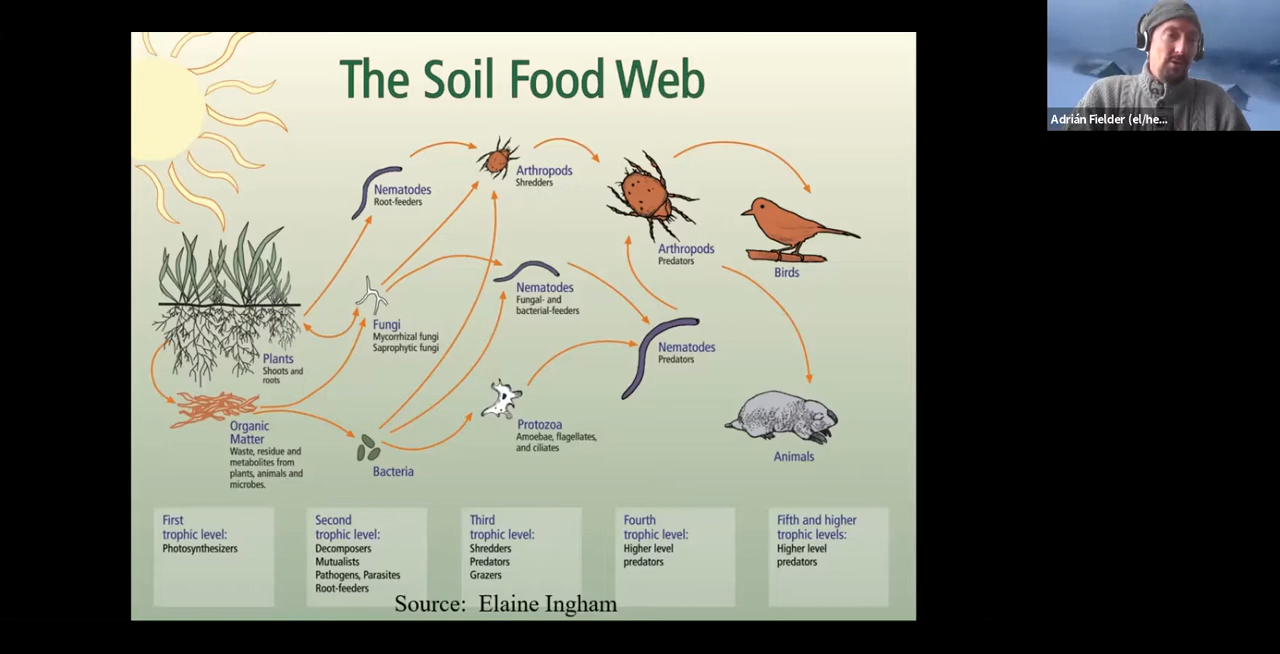 The Soil Food Web
Adrián Fielder (el/he...
Nematodes
Root-feeders
Arthropods
Shredders
Arthropods
Predators
Birds
Nematodes
Fungal- and
bacterial-feeders
Fungi
Mycorrhizal fungi
Saprophytic fungi
Plants
Shoots and
roots
Nematodes
Predators
Organic
Matter
Waste, residue and
metabolites from
plants, animals and
microbes.
Bacteria
Protozoa
Amoebae, flagellates,
and ciliates
Animals
First
trophic level:
Photosynthesizers
Second
trophic level:
Decomposers
Mutualists
Pathogens, Parasites
Root-feeders
Third
trophic level:
Shredders
Predators
Grazers
Fourth
trophic level:
Higher level
predators
Fifth and higher
trophic levels:
Higher level
predators
Source: Elaine Ingham